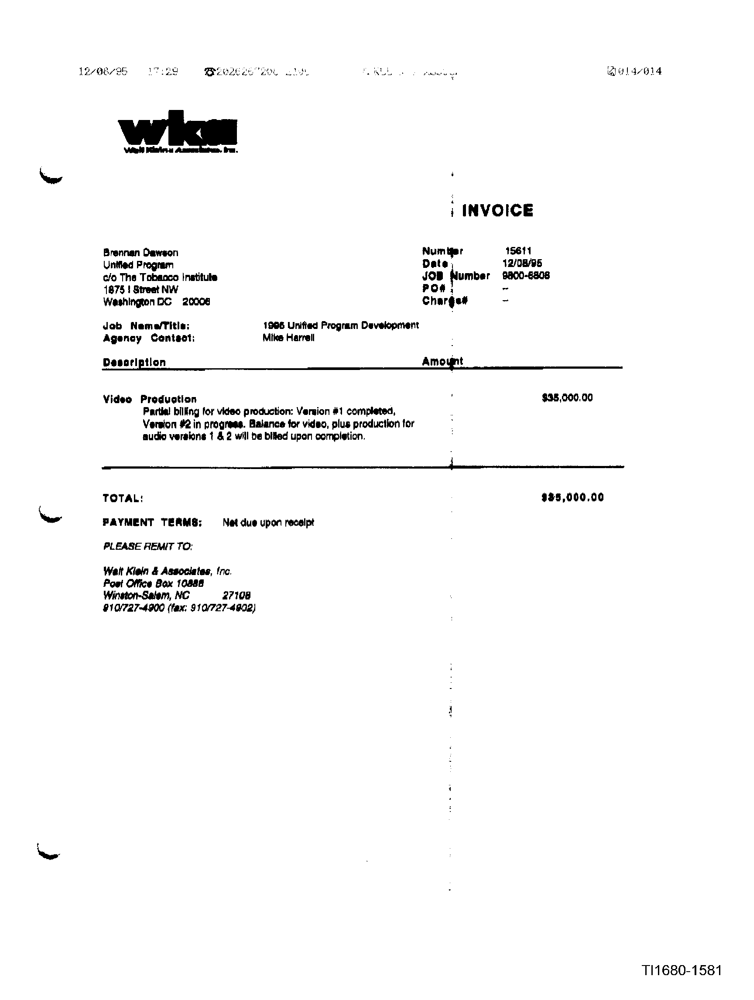 12/08/95 17:29 ☎202626 014/014
wka
Walt Klein & Associates, Inc.
INVOICE
Brennan Dawson
Unified Program
c/o The Tobacco Institute
1875 I Street NW
Washington DC 20006
Number 15611
Date 12/08/95
JOB Number 9800-6806
PO# --
Charge# --
Job Name/Title: 1996 Unified Program Development
Agency Contact: Mike Harrell
Description Amount
Video Production $35,000.00
Partial billing for video production: Version #1 completed,
Version #2 in progress. Balance for video, plus production for
audio versions 1 & 2 will be billed upon completion.
TOTAL: $35,000.00
PAYMENT TERMS: Net due upon receipt
PLEASE REMIT TO:
Walt Klein & Associates, Inc.
Post Office Box 10886
Winston-Salem, NC 27108
910/727-4900 (fax: 910/727-4902)
TI1680-1581